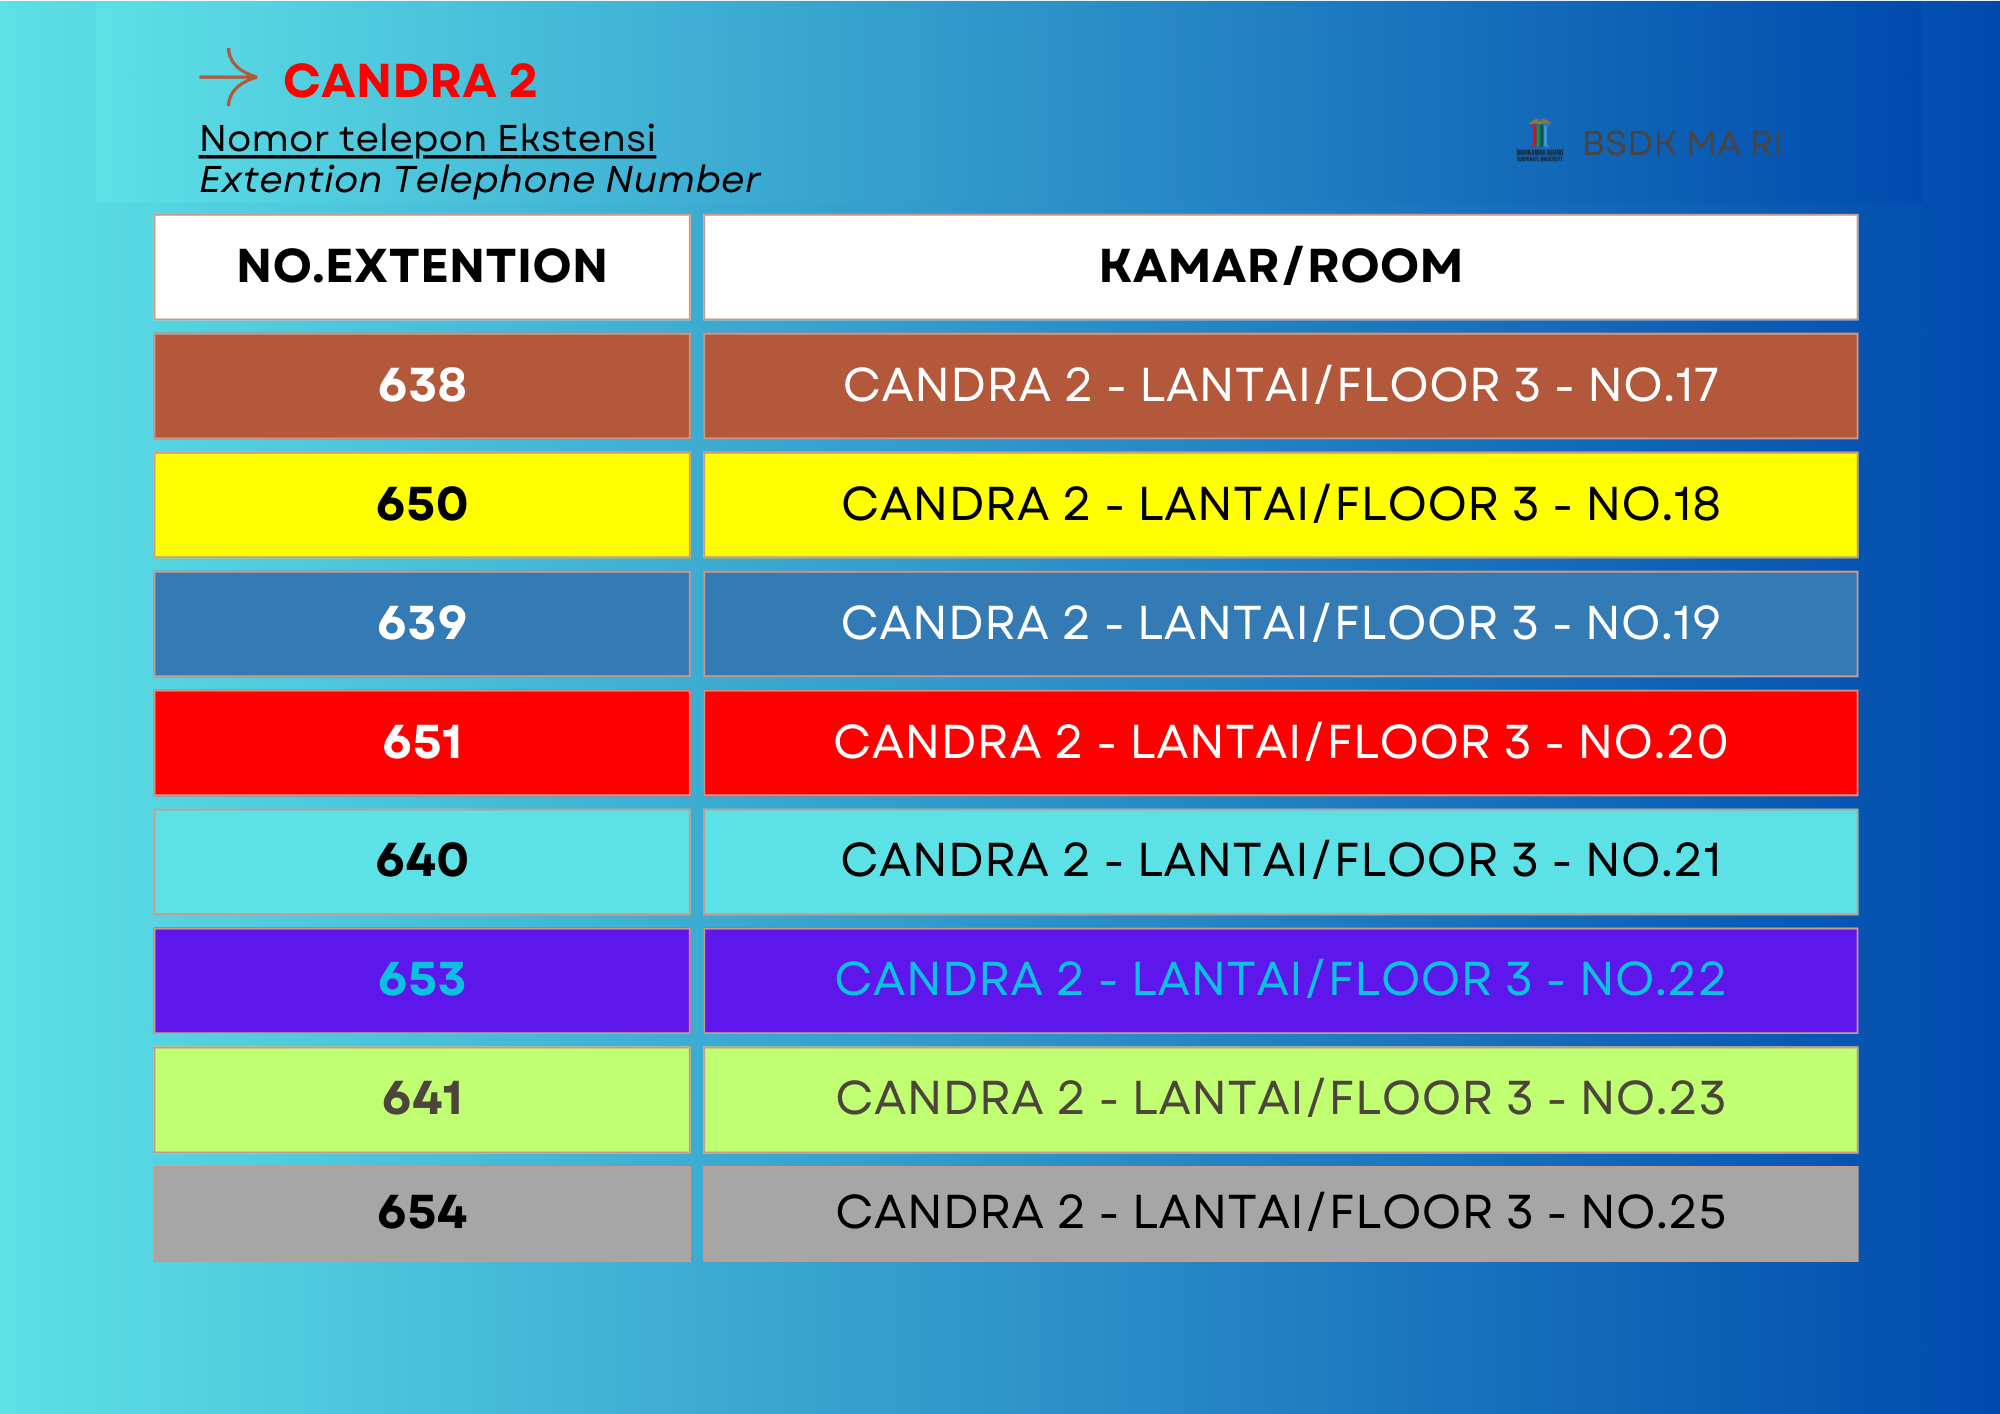 CANDRA 2
Nomor telepon Ekstensi
Extention Telephone Number
MAHKAMAH AGUNG
CORPORATE UNIVERSITY
BSDK MA RI
NO.EXTENTION KAMAR/ROOM
638 CANDRA 2 - LANTAI/FLOOR 3 - NO.17
650 CANDRA 2 - LANTAI/FLOOR 3 - NO.18
639 CANDRA 2 - LANTAI/FLOOR 3 - NO.19
651 CANDRA 2 - LANTAI/FLOOR 3 - NO.20
640 CANDRA 2 - LANTAI/FLOOR 3 - NO.21
653 CANDRA 2 - LANTAI/FLOOR 3 - NO.22
641 CANDRA 2 - LANTAI/FLOOR 3 - NO.23
654 CANDRA 2 - LANTAI/FLOOR 3 - NO.25